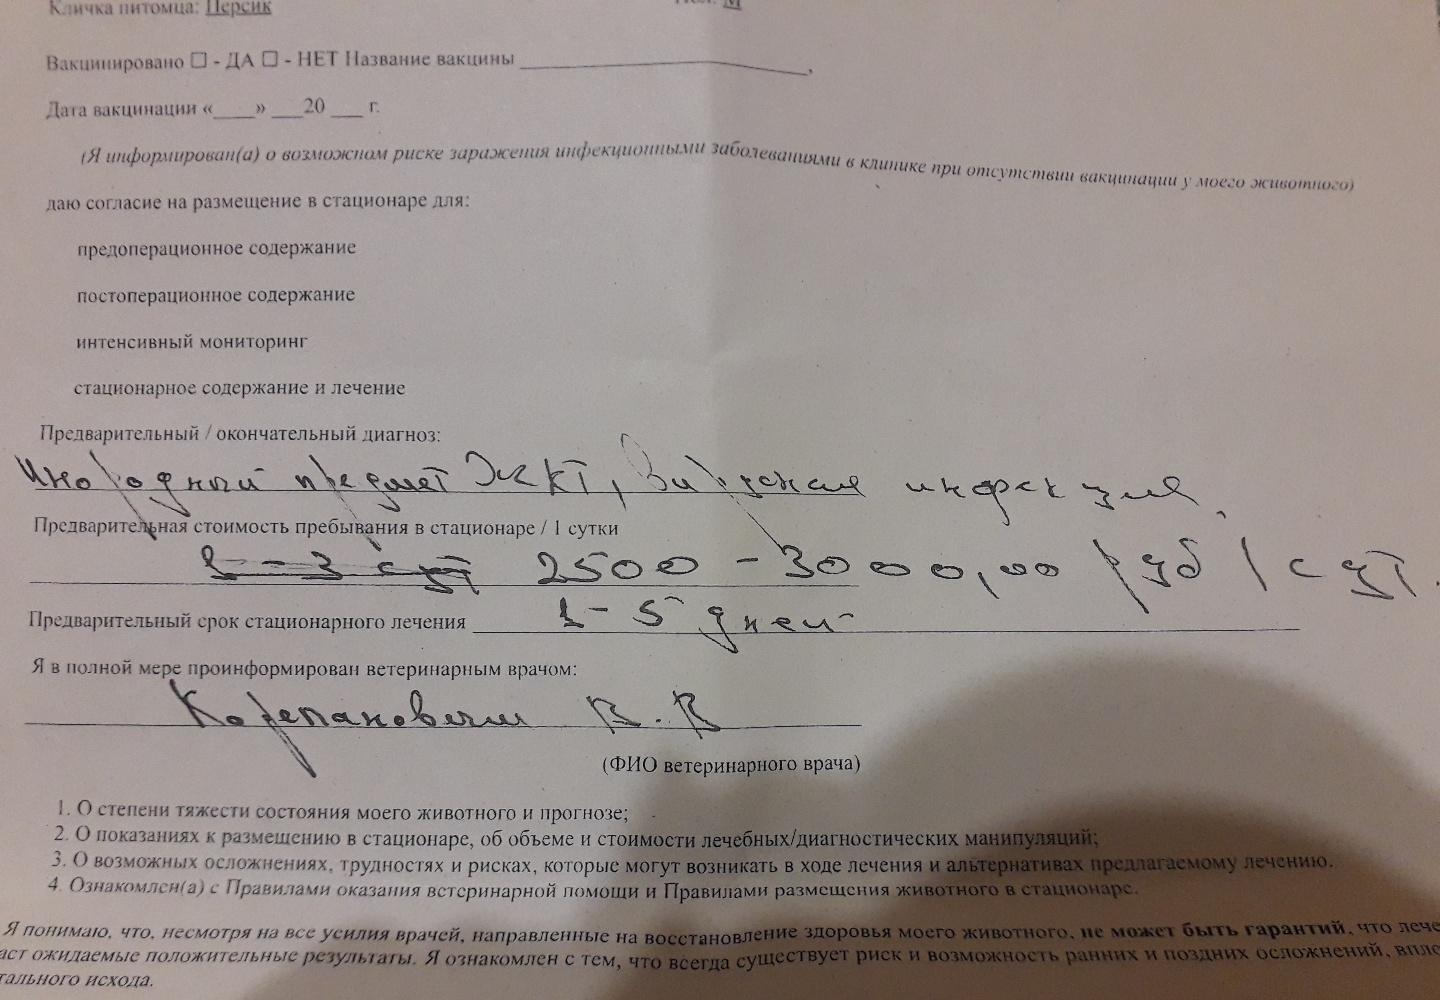 Кличка питомца: Персик Пол: М
Вакцинировано ☐ - ДА ☐ - НЕТ Название вакцины ____________________,
Дата вакцинации «____» ___20 ___ г.
(Я информирован(а) о возможном риске заражения инфекционными заболеваниями в клинике при отсутствии вакцинации у моего животного)
даю согласие на размещение в стационаре для:
предоперационное содержание
постоперационное содержание
интенсивный мониторинг
стационарное содержание и лечение
Предварительный / окончательный диагноз:
Инородный предмет ЖКТ, Вирусная инфекция.
Предварительная стоимость пребывания в стационаре / 1 сутки
1-3 сут 2500 - 3000,00 руб / сут.
Предварительный срок стационарного лечения 1-5 дней
Я в полной мере проинформирован ветеринарным врачом:
В.В
(ФИО ветеринарного врача)
1. О степени тяжести состояния моего животного и прогнозе;
2. О показаниях к размещению в стационаре, об объеме и стоимости лечебных/диагностических манипуляций;
3. О возможных осложнениях, трудностях и рисках, которые могут возникать в ходе лечения и альтернативах предлагаемому лечению.
4. Ознакомлен(а) с Правилами оказания ветеринарной помощи и Правилами размещения животного в стационаре.
Я понимаю, что, несмотря на все усилия врачей, направленные на восстановление здоровья моего животного, не может быть гарантий, что лече
аст ожидаемые положительные результаты. Я ознакомлен с тем, что всегда существует риск и возможность ранних и поздних осложнений, впло
тального исхода.